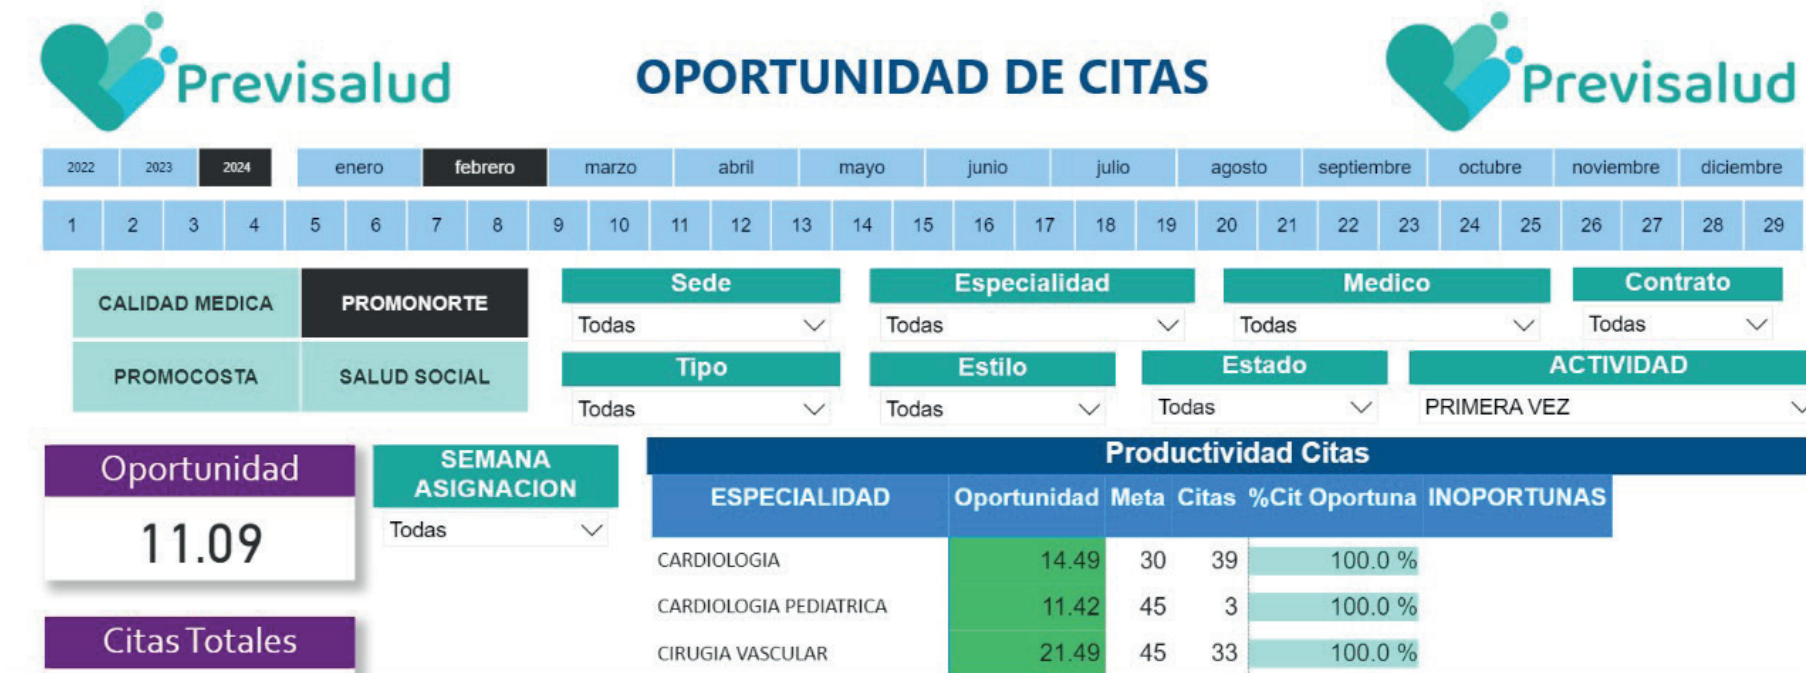 Previsalud
OPORTUNIDAD DE CITAS
Previsalud
2022 2023 2024 enero febrero marzo abril mayo junio julio agosto septiembre octubre noviembre diciembre
1 2 3 4 5 6 7 8 9 10 11 12 13 14 15 16 17 18 19 20 21 22 23 24 25 26 27 28 29
CALIDAD MEDICA PROMONORTE
PROMOCOSTA SALUD SOCIAL
Sede Especialidad Medico Contrato
Todas Todas Todas Todas
Tipo Estilo Estado ACTIVIDAD
Todas Todas Todas PRIMERA VEZ
Oportunidad
11.09
SEMANA
ASIGNACION
Todas
Citas Totales
Productividad Citas
ESPECIALIDAD Oportunidad Meta Citas %Cit Oportuna INOPORTUNAS
CARDIOLOGIA 14.49 30 39 100.0 %
CARDIOLOGIA PEDIATRICA 11.42 45 3 100.0 %
CIRUGIA VASCULAR 21.49 45 33 100.0 %